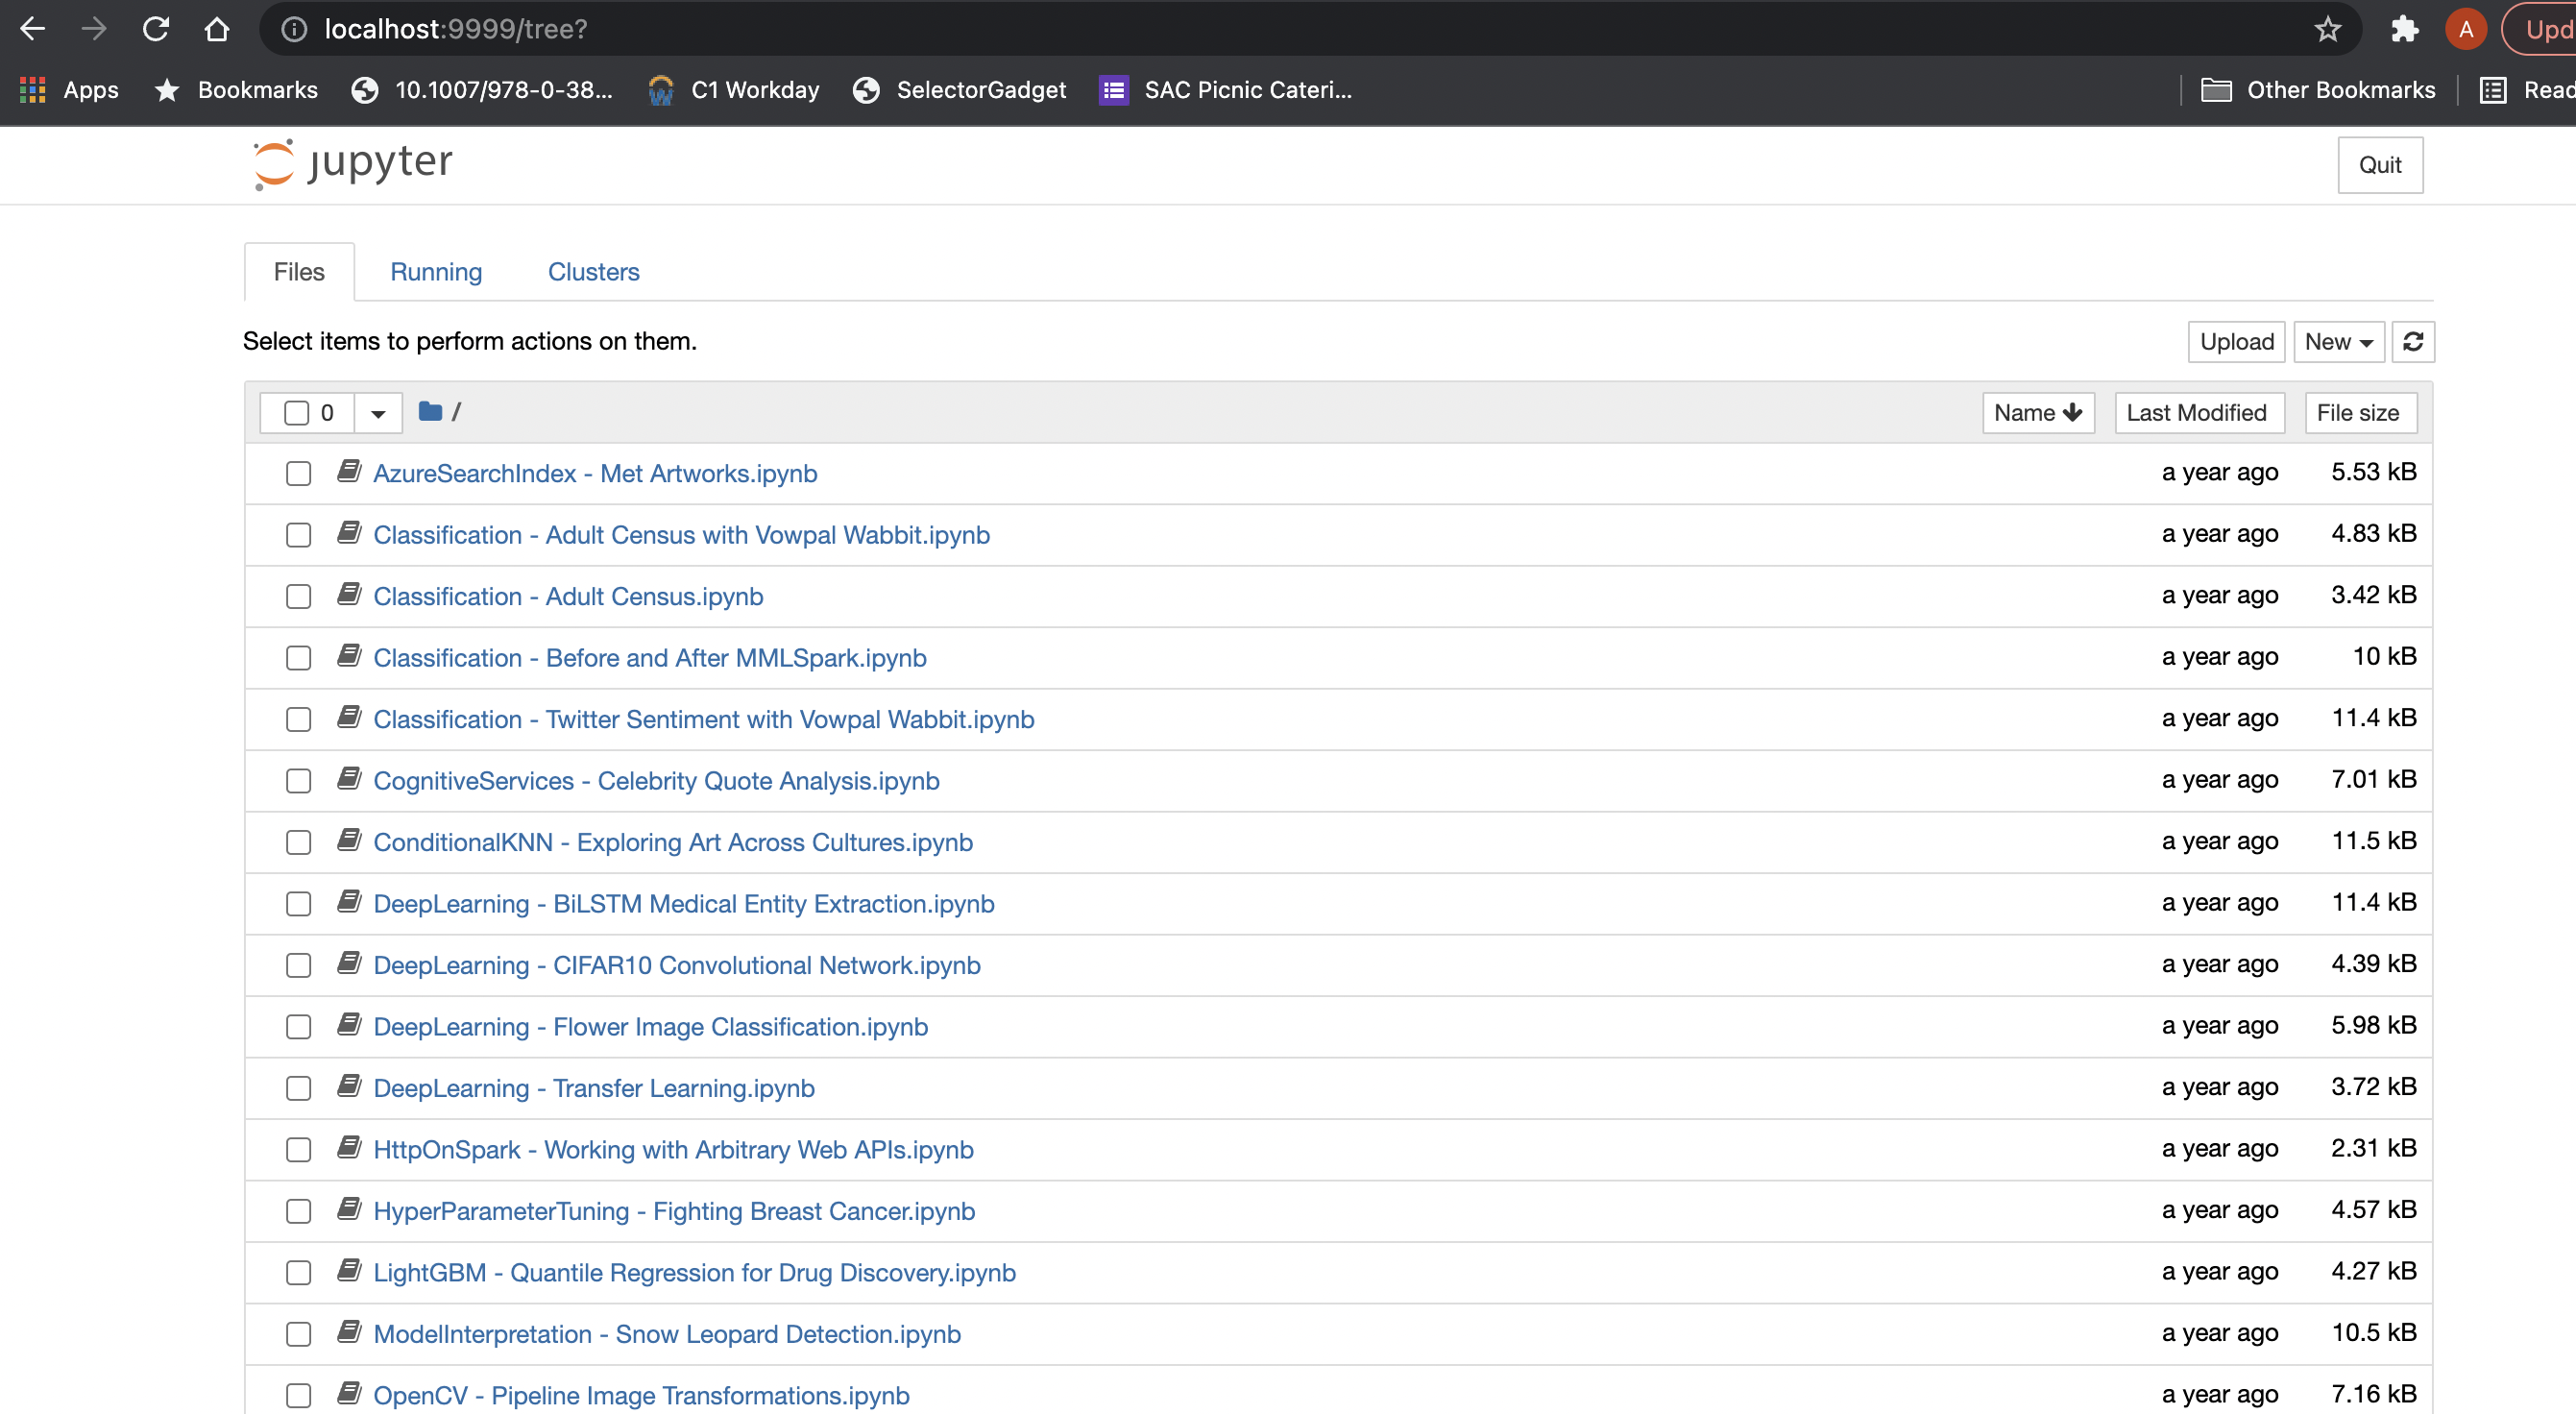 localhost:9999/tree?
A
Upd
Apps Bookmarks 10.1007/978-0-38... C1 Workday SelectorGadget SAC Picnic Cateri... Other Bookmarks Read
jupyter Quit
Files Running Clusters
Select items to perform actions on them. Upload New
0 / Name Last Modified File size
AzureSearchIndex - Met Artworks.ipynb a year ago 5.53 kB
Classification - Adult Census with Vowpal Wabbit.ipynb a year ago 4.83 kB
Classification - Adult Census.ipynb a year ago 3.42 kB
Classification - Before and After MMLSpark.ipynb a year ago 10 kB
Classification - Twitter Sentiment with Vowpal Wabbit.ipynb a year ago 11.4 kB
CognitiveServices - Celebrity Quote Analysis.ipynb a year ago 7.01 kB
ConditionalKNN - Exploring Art Across Cultures.ipynb a year ago 11.5 kB
DeepLearning - BiLSTM Medical Entity Extraction.ipynb a year ago 11.4 kB
DeepLearning - CIFAR10 Convolutional Network.ipynb a year ago 4.39 kB
DeepLearning - Flower Image Classification.ipynb a year ago 5.98 kB
DeepLearning - Transfer Learning.ipynb a year ago 3.72 kB
HttpOnSpark - Working with Arbitrary Web APIs.ipynb a year ago 2.31 kB
HyperParameterTuning - Fighting Breast Cancer.ipynb a year ago 4.57 kB
LightGBM - Quantile Regression for Drug Discovery.ipynb a year ago 4.27 kB
ModelInterpretation - Snow Leopard Detection.ipynb a year ago 10.5 kB
OpenCV - Pipeline Image Transformations.ipynb a year ago 7.16 kB